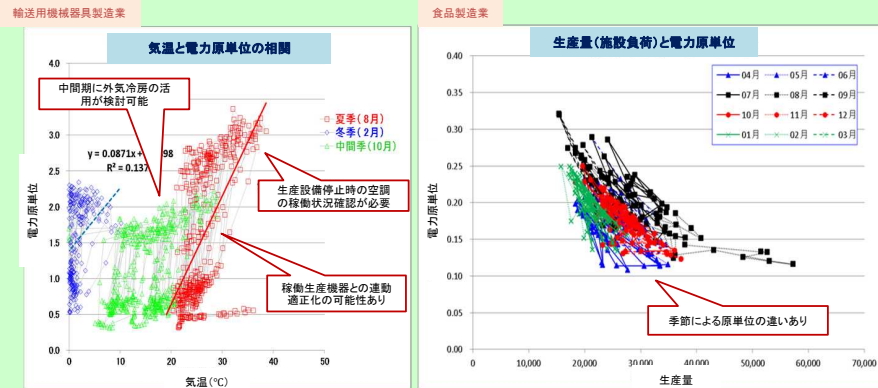 輸送用機械器具製造業
気温と電力原単位の相関
中間期に外気冷房の活
用が検討可能
夏季(8月)
冬季(2月)
中間季(10月)
y = 0.0871x +
98
R² = 0.137
生産設備停止時の空調
の稼働状況確認が必要
稼働生産機器との連動
適正化の可能性あり
電力原単位
4.0
3.0
2.5
2.0
1.5
1.0
0.5
0.0
0
10
20
30
40
50
気温(℃)
食品製造業
生産量(施設負荷)と電力原単位
04月
05月
06月
07月
08月
09月
10月
11月
12月
01月
02月
03月
季節による原単位の違いあり
電力原単位
0.40
0.35
0.30
0.25
0.20
0.15
0.10
0.05
0.00
0
10,000
20,000
30,000
40,000
50,000
60,000
70,000
生産量